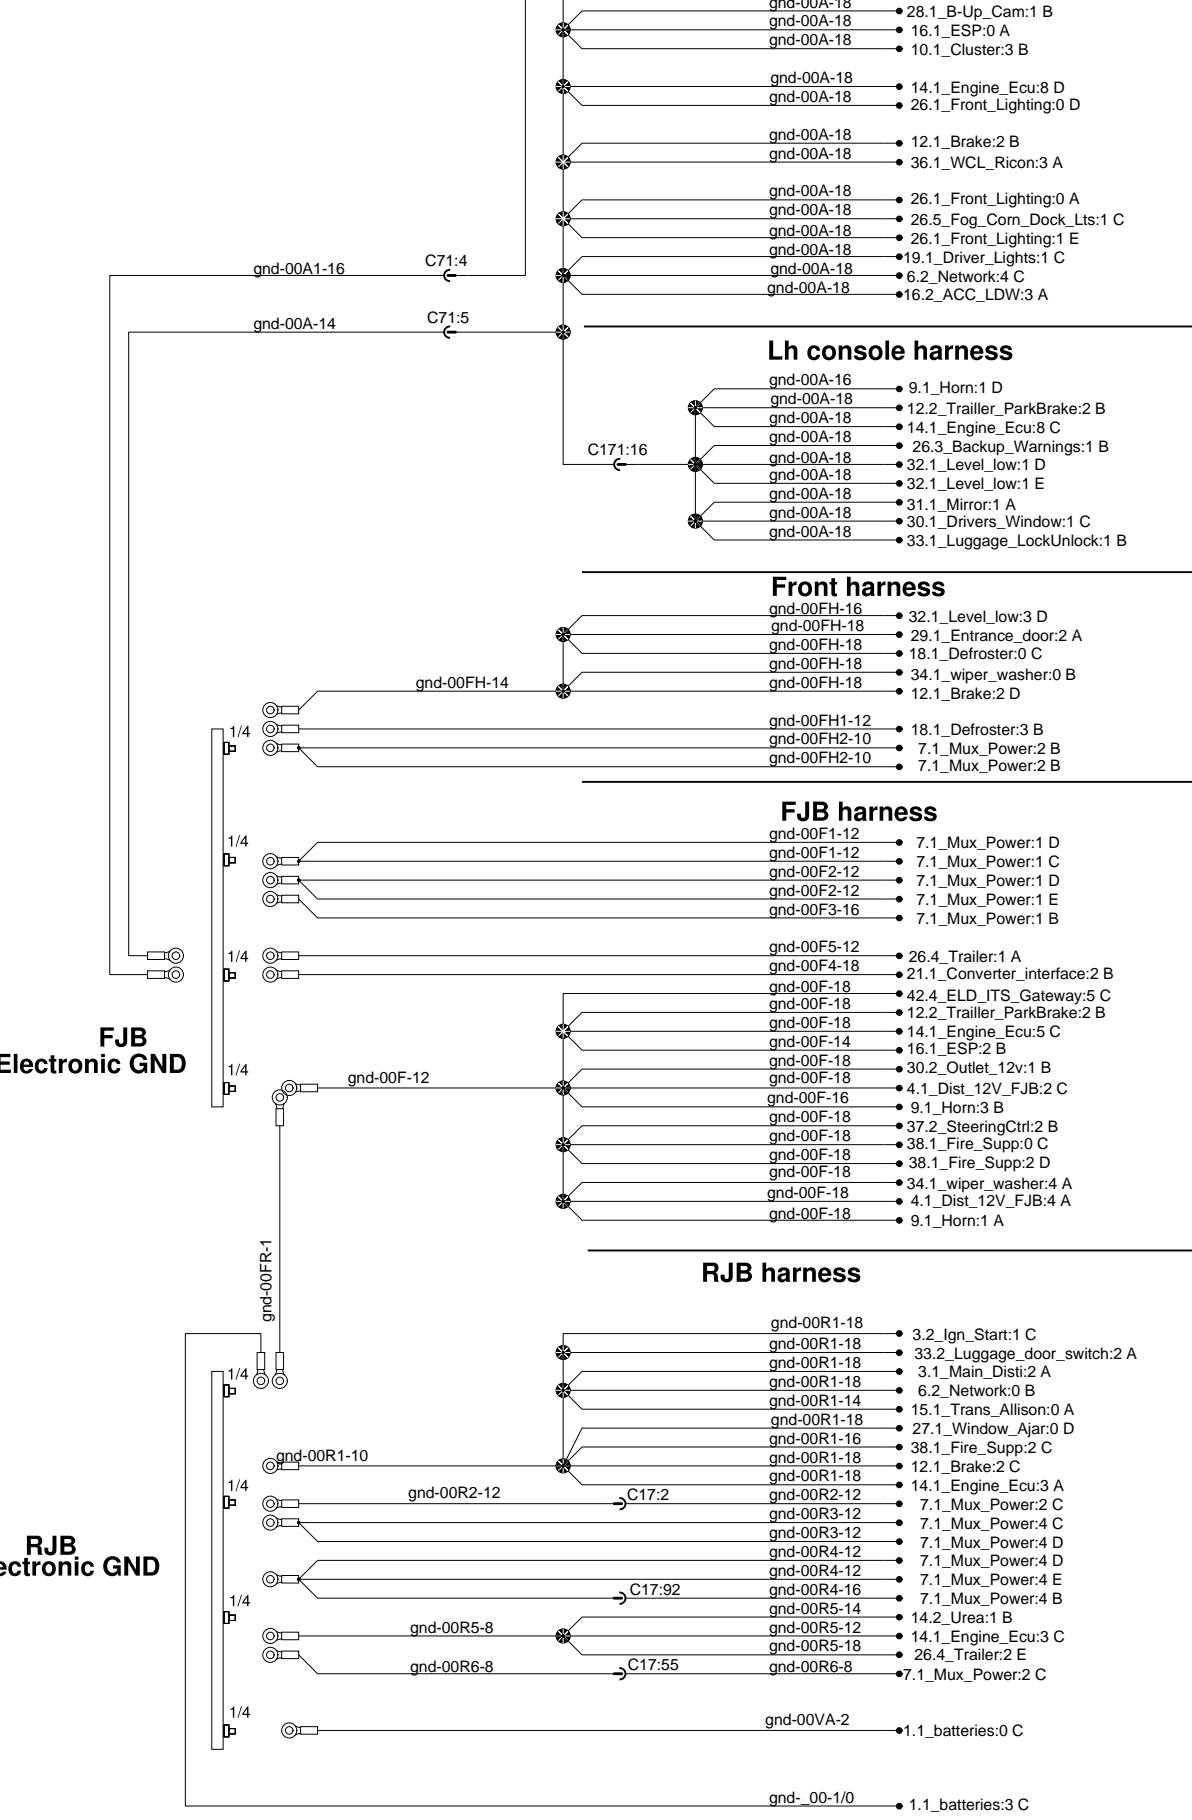 gnd-00A-18 28.1_B-Up_Cam:1 B
gnd-00A-18 16.1_ESP:0 A
gnd-00A-18 10.1_Cluster:3 B
gnd-00A-18 14.1_Engine_Ecu:8 D
gnd-00A-18 26.1_Front_Lighting:0 D
gnd-00A-18 12.1_Brake:2 B
gnd-00A-18 36.1_WCL_Ricon:3 A
gnd-00A-18 26.1_Front_Lighting:0 A
gnd-00A-18 26.5_Fog_Corn_Dock_Lts:1 C
gnd-00A-18 26.1_Front_Lighting:1 E
gnd-00A-18 19.1_Driver_Lights:1 C
gnd-00A1-16 C71:4 gnd-00A-18 6.2_Network:4 C
gnd-00A-18 16.2_ACC_LDW:3 A
gnd-00A-14 C71:5
Lh console harness
gnd-00A-16 9.1_Horn:1 D
gnd-00A-18 12.2_Trailler_ParkBrake:2 B
gnd-00A-18 14.1_Engine_Ecu:8 C
gnd-00A-18 26.3_Backup_Warnings:1 B
C171:16 gnd-00A-18 32.1_Level_low:1 D
gnd-00A-18 32.1_Level_low:1 E
gnd-00A-18 31.1_Mirror:1 A
gnd-00A-18 30.1_Drivers_Window:1 C
gnd-00A-18 33.1_Luggage_LockUnlock:1 B
Front harness
gnd-00FH-16 32.1_Level_low:3 D
gnd-00FH-18 29.1_Entrance_door:2 A
gnd-00FH-18 18.1_Defroster:0 C
gnd-00FH-18 34.1_wiper_washer:0 B
gnd-00FH-14 gnd-00FH-18 12.1_Brake:2 D
1/4 gnd-00FH1-12 18.1_Defroster:3 B
gnd-00FH2-10 7.1_Mux_Power:2 B
gnd-00FH2-10 7.1_Mux_Power:2 B
FJB harness
1/4 gnd-00F1-12 7.1_Mux_Power:1 D
gnd-00F1-12 7.1_Mux_Power:1 C
gnd-00F2-12 7.1_Mux_Power:1 D
gnd-00F2-12 7.1_Mux_Power:1 E
gnd-00F3-16 7.1_Mux_Power:1 B
1/4 gnd-00F5-12 26.4_Trailer:1 A
gnd-00F4-18 21.1_Converter_interface:2 B
gnd-00F-18 42.4_ELD_ITS_Gateway:5 C
gnd-00F-18 12.2_Trailler_ParkBrake:2 B
gnd-00F-18 14.1_Engine_Ecu:5 C
FJB
Electronic GND
gnd-00F-14 16.1_ESP:2 B
1/4 gnd-00F-18 30.2_Outlet_12v:1 B
gnd-00F-12 gnd-00F-18 4.1_Dist_12V_FJB:2 C
gnd-00F-16 9.1_Horn:3 B
gnd-00F-18 37.2_SteeringCtrl:2 B
gnd-00F-18 38.1_Fire_Supp:0 C
gnd-00F-18 38.1_Fire_Supp:2 D
gnd-00F-18 34.1_wiper_washer:4 A
gnd-00F-18 4.1_Dist_12V_FJB:4 A
gnd-00F-18 9.1_Horn:1 A
gnd-00FR-1
RJB harness
gnd-00R1-18 3.2_Ign_Start:1 C
gnd-00R1-18 33.2_Luggage_door_switch:2 A
1/4 gnd-00R1-18 3.1_Main_Disti:2 A
gnd-00R1-18 6.2_Network:0 B
gnd-00R1-14 15.1_Trans_Allison:0 A
gnd-00R1-18 27.1_Window_Ajar:0 D
gnd-00R1-16 38.1_Fire_Supp:2 C
gnd-00R1-10 gnd-00R1-18 12.1_Brake:2 C
1/4 gnd-00R1-18 14.1_Engine_Ecu:3 A
gnd-00R2-12 C17:2 gnd-00R2-12 7.1_Mux_Power:2 C
gnd-00R3-12 7.1_Mux_Power:4 C
gnd-00R3-12 7.1_Mux_Power:4 D
RJB
ectronic GND
gnd-00R4-12 7.1_Mux_Power:4 D
gnd-00R4-12 7.1_Mux_Power:4 E
C17:92 gnd-00R4-16 7.1_Mux_Power:4 B
1/4 gnd-00R5-14 14.2_Urea:1 B
gnd-00R5-8 gnd-00R5-12 14.1_Engine_Ecu:3 C
gnd-00R5-18 26.4_Trailer:2 E
gnd-00R6-8 C17:55 gnd-00R6-8 7.1_Mux_Power:2 C
1/4 gnd-00VA-2 1.1_batteries:0 C
gnd-_00-1/0 1.1_batteries:3 C